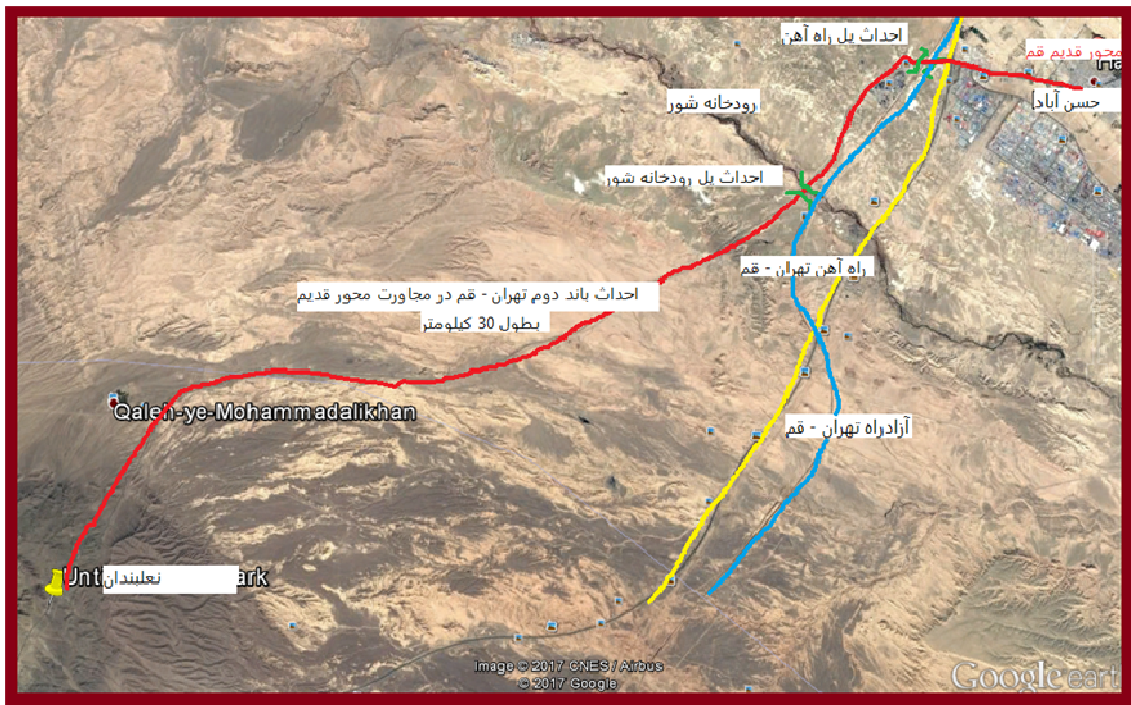 احداث پل راه آهن
محور قدیم قم
Ha
حسن آباد
رودخانه شور
احداث پل رودخانه شور
راه آهن تهران - قم
احداث باند دوم تهران - قم در مجاورت محور قدیم
بطول 30 کیلومتر
Qaleh-ye-Mohammadalikhan
آزادراه تهران - قم
نعلبندان
Image © 2017 CNES / Airbus
© 2017 Google
Google eart